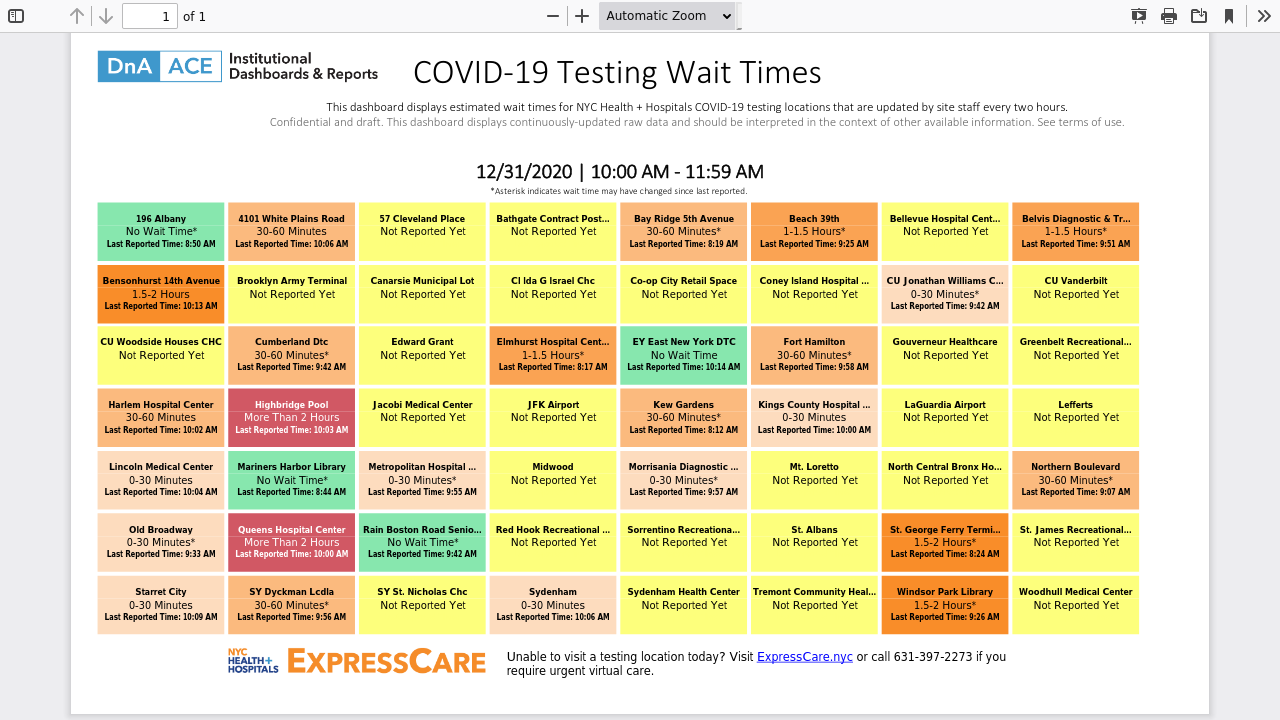 1 of 1 Automatic Zoom
DnA ACE Institutional
Dashboards & Reports
COVID-19 Testing Wait Times
This dashboard displays estimated wait times for NYC Health + Hospitals COVID-19 testing locations that are updated by site staff every two hours.
Confidential and draft. This dashboard displays continuously-updated raw data and should be interpreted in the context of other available information. See terms of use.
12/31/2020 | 10:00 AM - 11:59 AM
*Asterisk indicates wait time may have changed since last reported.
196 Albany
No Wait Time*
Last Reported Time: 8:50 AM
4101 White Plains Road
30-60 Minutes
Last Reported Time: 10:06 AM
57 Cleveland Place
Not Reported Yet
Bathgate Contract Post...
Not Reported Yet
Bay Ridge 5th Avenue
30-60 Minutes*
Last Reported Time: 8:19 AM
Beach 39th
1-1.5 Hours*
Last Reported Time: 9:25 AM
Bellevue Hospital Cent...
Not Reported Yet
Belvis Diagnostic & Tr...
1-1.5 Hours*
Last Reported Time: 9:51 AM
Bensonhurst 14th Avenue
1.5-2 Hours
Last Reported Time: 10:13 AM
Brooklyn Army Terminal
Not Reported Yet
Canarsie Municipal Lot
Not Reported Yet
Cl Ida G Israel Chc
Not Reported Yet
Co-op City Retail Space
Not Reported Yet
Coney Island Hospital ...
Not Reported Yet
CU Jonathan Williams C...
0-30 Minutes*
Last Reported Time: 9:42 AM
CU Vanderbilt
Not Reported Yet
CU Woodside Houses CHC
Not Reported Yet
Cumberland Dtc
30-60 Minutes*
Last Reported Time: 9:42 AM
Edward Grant
Not Reported Yet
Elmhurst Hospital Cent...
1-1.5 Hours*
Last Reported Time: 8:17 AM
EY East New York DTC
No Wait Time
Last Reported Time: 10:14 AM
Fort Hamilton
30-60 Minutes*
Last Reported Time: 9:58 AM
Gouverneur Healthcare
Not Reported Yet
Greenbelt Recreational...
Not Reported Yet
Harlem Hospital Center
30-60 Minutes
Last Reported Time: 10:02 AM
Highbridge Pool
More Than 2 Hours
Last Reported Time: 10:03 AM
Jacobi Medical Center
Not Reported Yet
JFK Airport
Not Reported Yet
Kew Gardens
30-60 Minutes*
Last Reported Time: 8:12 AM
Kings County Hospital ...
0-30 Minutes
Last Reported Time: 10:00 AM
LaGuardia Airport
Not Reported Yet
Lefferts
Not Reported Yet
Lincoln Medical Center
0-30 Minutes
Last Reported Time: 10:04 AM
Mariners Harbor Library
No Wait Time*
Last Reported Time: 8:44 AM
Metropolitan Hospital ...
0-30 Minutes*
Last Reported Time: 9:55 AM
Midwood
Not Reported Yet
Morrisania Diagnostic ...
0-30 Minutes*
Last Reported Time: 9:57 AM
Mt. Loretto
Not Reported Yet
North Central Bronx Ho...
Not Reported Yet
Northern Boulevard
30-60 Minutes*
Last Reported Time: 9:07 AM
Old Broadway
0-30 Minutes*
Last Reported Time: 9:33 AM
Queens Hospital Center
More Than 2 Hours
Last Reported Time: 10:00 AM
Rain Boston Road Senio...
No Wait Time*
Last Reported Time: 9:42 AM
Red Hook Recreational ...
Not Reported Yet
Sorrentino Recreationa...
Not Reported Yet
St. Albans
Not Reported Yet
St. George Ferry Termi...
1.5-2 Hours*
Last Reported Time: 8:24 AM
St. James Recreational...
Not Reported Yet
Starret City
0-30 Minutes
Last Reported Time: 10:09 AM
SY Dyckman Lcdla
30-60 Minutes*
Last Reported Time: 9:56 AM
SY St. Nicholas Chc
Not Reported Yet
Sydenham
0-30 Minutes
Last Reported Time: 10:06 AM
Sydenham Health Center
Not Reported Yet
Tremont Community Heal...
Not Reported Yet
Windsor Park Library
1.5-2 Hours*
Last Reported Time: 9:26 AM
Woodhull Medical Center
Not Reported Yet
NYC
HEALTH+
HOSPITALS
EXPRESSCARE
Unable to visit a testing location today? Visit ExpressCare.nyc or call 631-397-2273 if you
require urgent virtual care.